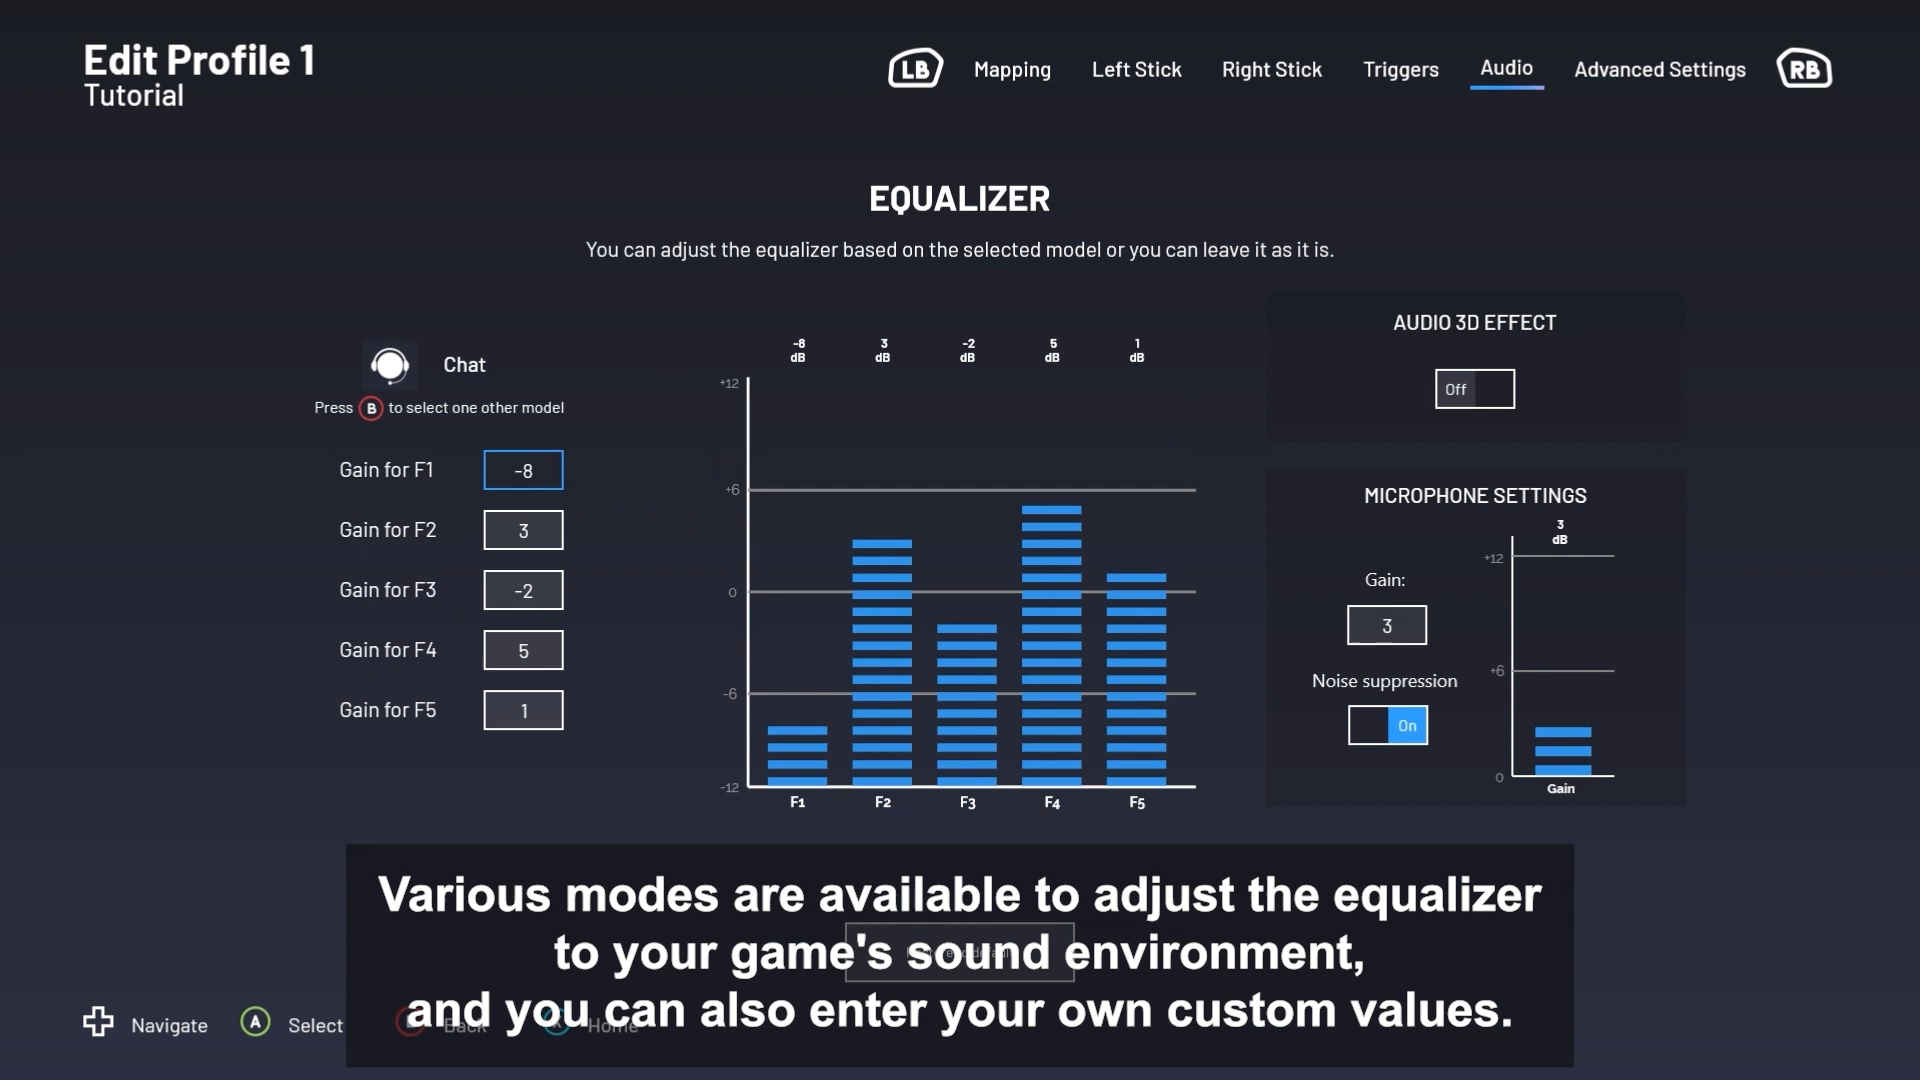 Edit Profile 1
Tutorial
LB Mapping Left Stick Right Stick Triggers Audio Advanced Settings RB
EQUALIZER
You can adjust the equalizer based on the selected model or you can leave it as it is.
Chat
Press B to select one other model
Gain for F1 -8
Gain for F2 3
Gain for F3 -2
Gain for F4 5
Gain for F5 1
-8 3 -2 5 1
dB dB dB dB dB
+12
+6
0
-6
-12
F1 F2 F3 F4 F5
AUDIO 3D EFFECT
Off
MICROPHONE SETTINGS
3
dB
+12
Gain:
3
+6
Noise suppression
On
0
Gain
Various modes are available to adjust the equalizer
to your game's sound environment,
and you can also enter your own custom values.
Navigate A Select Back Home